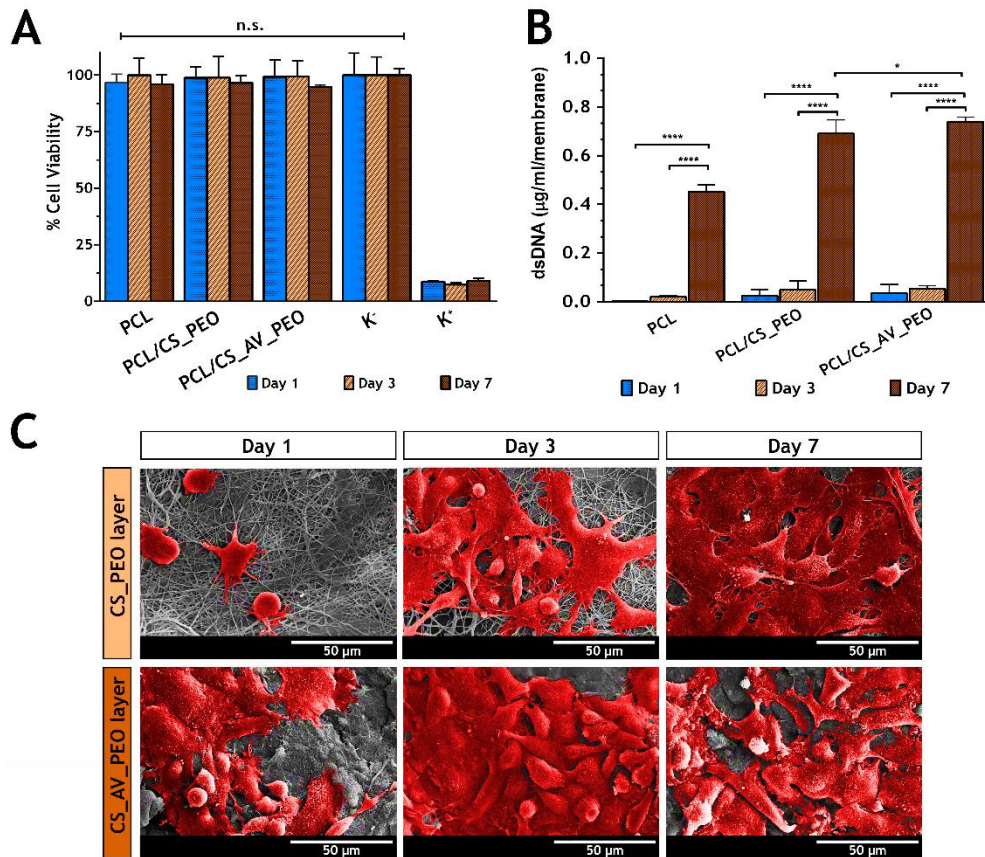 A
n.s.
100
75
50
25
0
% Cell Viability
PCL
PCL/CS_PEO
PCL/CS_AV_PEO
K-
K+
Day 1 Day 3 Day 7
B
1.0
0.8
0.6
0.4
0.2
0.0
dsDNA (µg/ml/membrane)
****
****
****
****
*
****
****
PCL
PCL/CS_PEO
PCL/CS_AV_PEO
Day 1 Day 3 Day 7
C
Day 1 Day 3 Day 7
CS_PEO layer
50 µm 50 µm 50 µm
CS_AV_PEO layer
50 µm 50 µm 50 µm